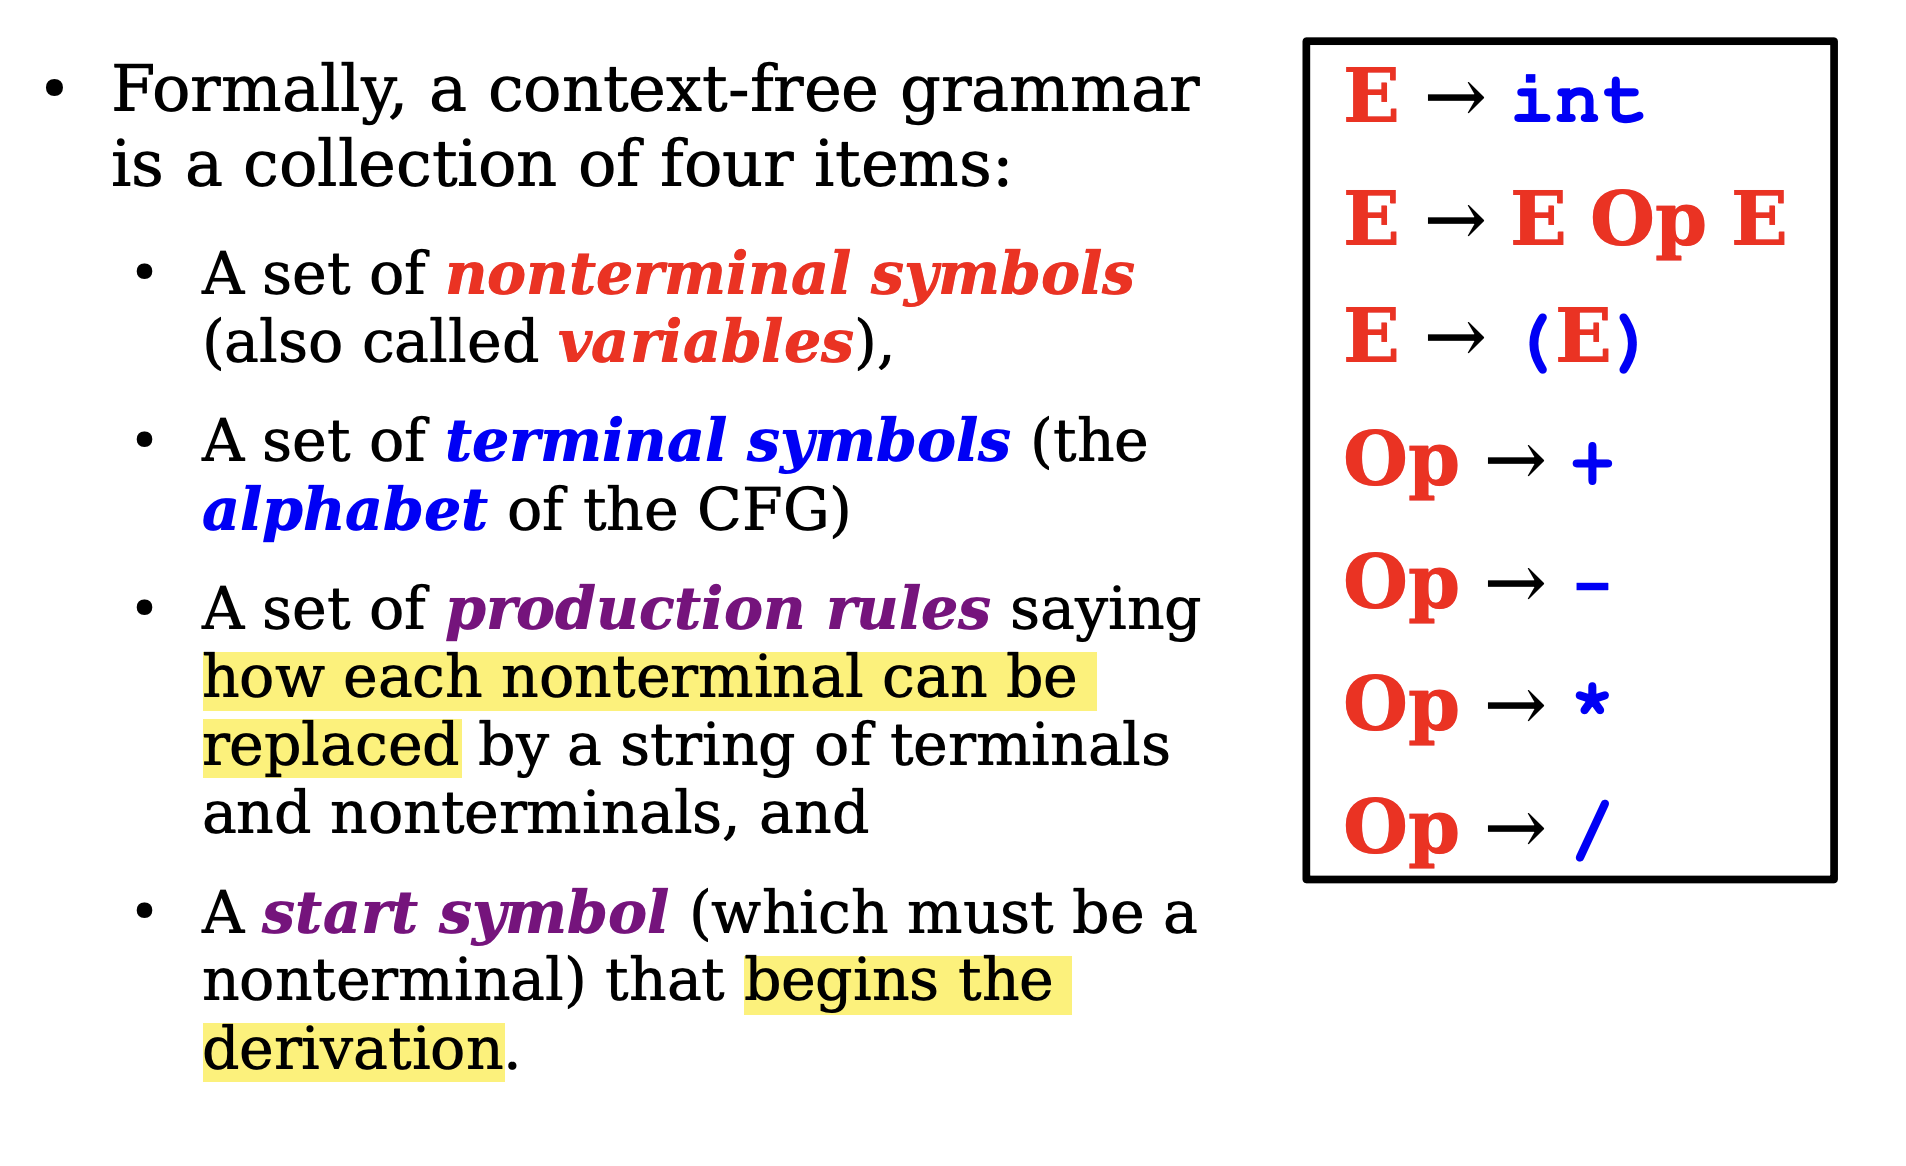 • Formally, a context-free grammar
is a collection of four items:
• A set of nonterminal symbols
(also called variables),
• A set of terminal symbols (the
alphabet of the CFG)
• A set of production rules saying
how each nonterminal can be
replaced by a string of terminals
and nonterminals, and
• A start symbol (which must be a
nonterminal) that begins the
derivation.
E → int
E → E Op E
E → (E)
Op → +
Op → -
Op → *
Op → /